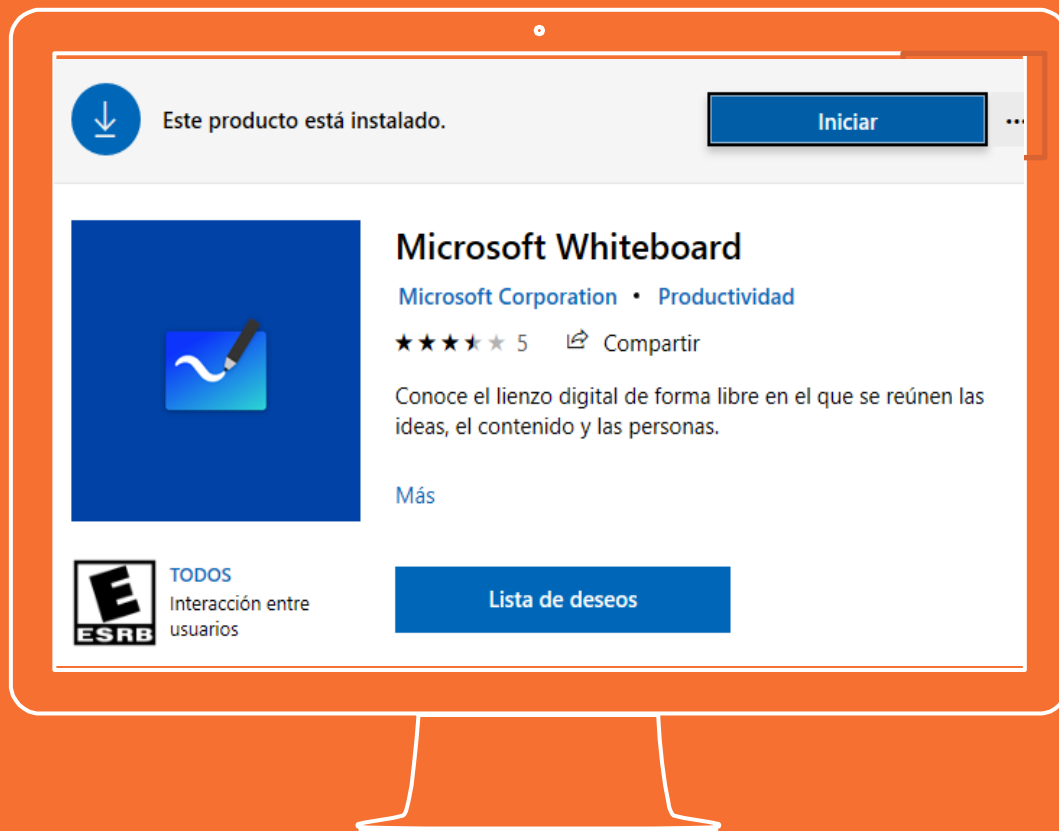 Este producto está instalado.
Iniciar
Microsoft Whiteboard
Microsoft Corporation • Productividad
5 Compartir
Conoce el lienzo digital de forma libre en el que se reúnen las
ideas, el contenido y las personas.
Más
E
ESRB
TODOS
Interacción entre
usuarios
Lista de deseos